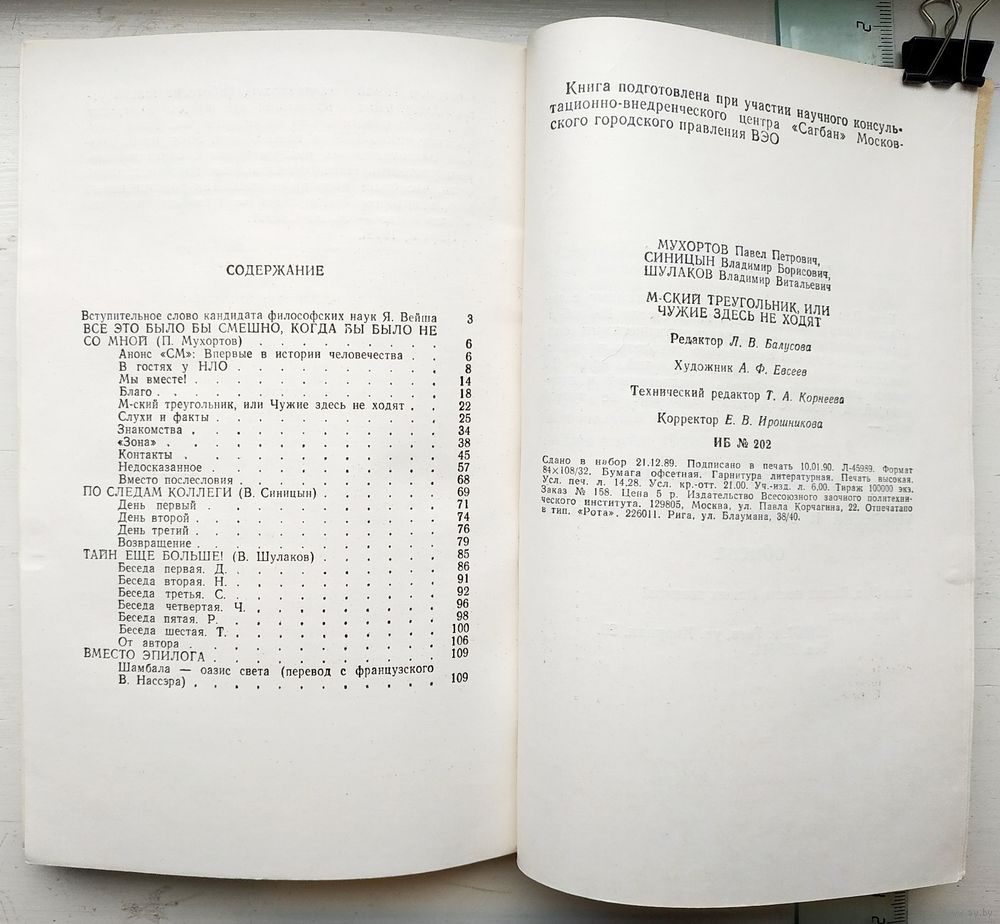 СОДЕРЖАНИЕ
Вступительное слово кандидата философских наук Я. Вейша 3
ВСЕ ЭТО БЫЛО БЫ СМЕШНО, КОГДА БЫ БЫЛО НЕ
СО МНОЙ (П. Мухортов) . . . . . . . . 6
Анонс «СМ»: Впервые в истории человечества . . 6
В гостях у НЛО . . . . . . . . 8
Мы вместе! . . . . . . . . . 14
Благо . . . . . . . . . . 18
М-ский треугольник, или Чужие здесь не ходят . . 22
Слухи и факты . . . . . . . . 25
Знакомства . . . . . . . . . 34
«Зона» . . . . . . . . . . 38
Контакты . . . . . . . . . 45
Недосказанное . . . . . . . . 57
Вместо послесловия . . . . . . . 68
ПО СЛЕДАМ КОЛЛЕГИ (В. Синицын) . . . . . 69
День первый . . . . . . . . 71
День второй . . . . . . . . . 74
День третий . . . . . . . . . 76
Возвращение . . . . . . . . . 79
ТАЙН ЕЩЕ БОЛЬШЕ! (В. Шулаков) . . . . . 85
Беседа первая. Д. . . . . . . . 86
Беседа вторая. Н. . . . . . . . 91
Беседа третья. С. . . . . . . . 92
Беседа четвертая. Ч. . . . . . . 96
Беседа пятая. Р. . . . . . . . 98
Беседа шестая. Т. . . . . . . . 100
От автора . . . . . . . . . 106
ВМЕСТО ЭПИЛОГА . . . . . . . . 109
Шамбала — оазис света (перевод с французского
В. Нассэра) . . . . . . . . . 109
Книга подготовлена при участии научного консуль-
тационно-внедренческого центра «Сагбан» Москов-
ского городского правления ВЭО
МУХОРТОВ Павел Петрович,
СИНИЦЫН Владимир Борисович,
ШУЛАКОВ Владимир Витальевич
М-СКИЙ ТРЕУГОЛЬНИК, ИЛИ
ЧУЖИЕ ЗДЕСЬ НЕ ХОДЯТ
Редактор Л. В. Балусова
Художник А. Ф. Евсеев
Технический редактор Т. А. Корнеева
Корректор Е. В. Ирошникова
ИБ № 202
Сдано в набор 21.12.89. Подписано в печать 10.01.90. Л-45989. Формат
84×108/32. Бумага офсетная. Гарнитура литературная. Печать высокая.
Усл. печ. л. 14,28. Усл. кр.-отт. 21.00. Уч.-изд. л. 6,00. Тираж 100000 экз.
Заказ № 158. Цена 5 р. Издательство Всесоюзного заочного политехни-
ческого института. 129805, Москва, ул. Павла Корчагина, 22. Отпечатано
в тип. «Рота». 226011. Рига, ул. Блаумана, 38/40.